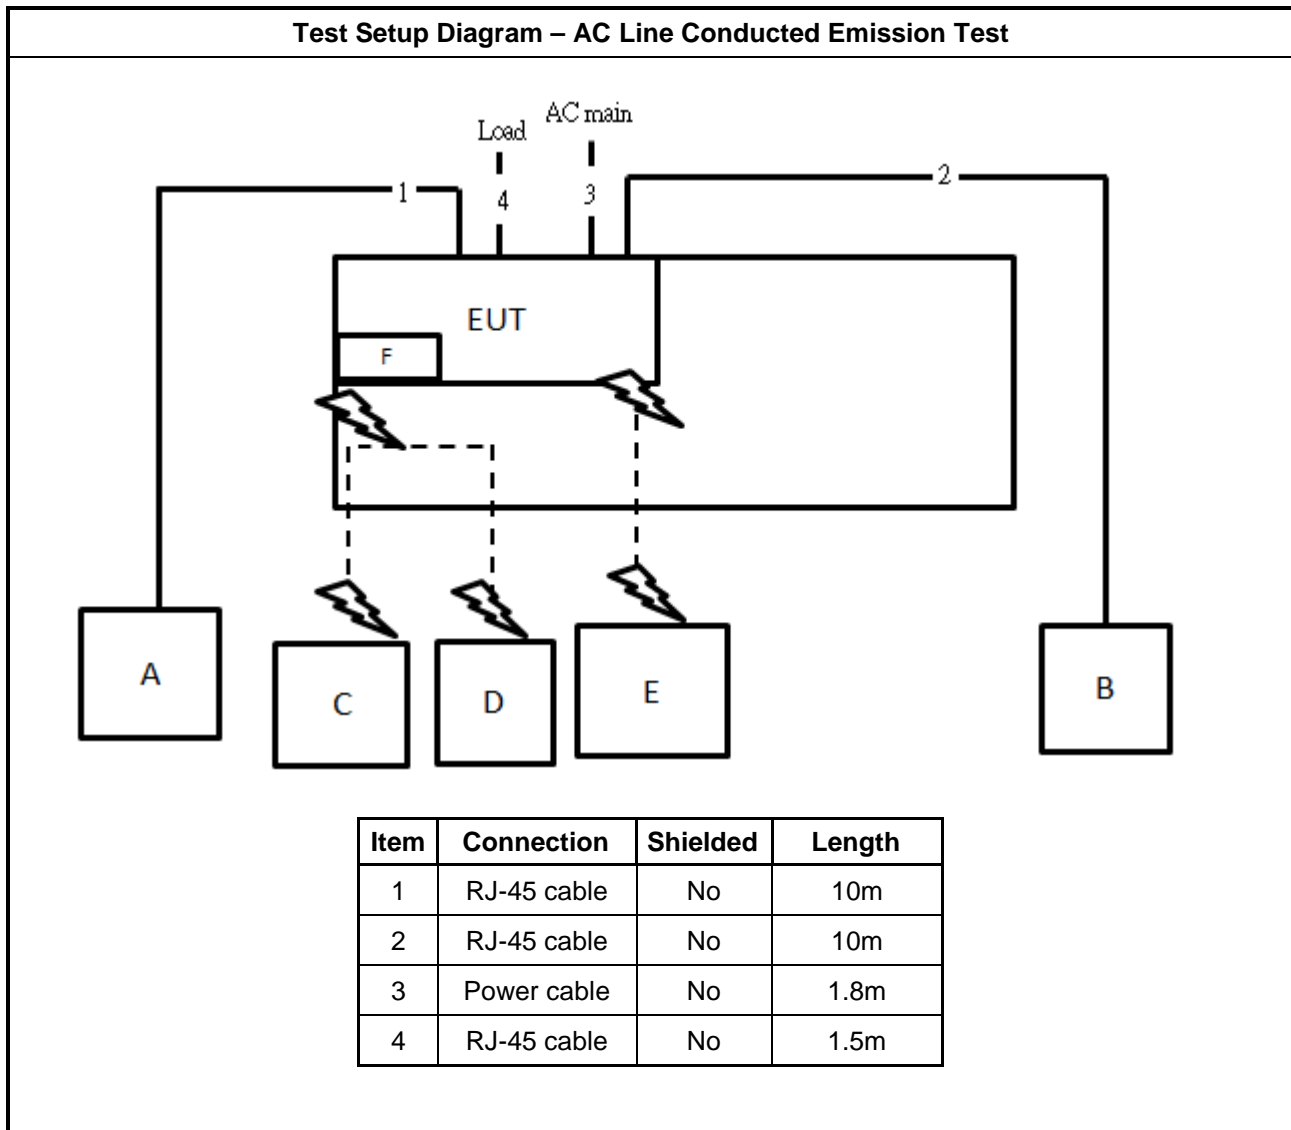 Test Setup Diagram – AC Line Conducted Emission Test
Load
AC main
1
4
3
2
EUT
F
A
C
D
E
B
Item Connection Shielded Length
1 RJ-45 cable No 10m
2 RJ-45 cable No 10m
3 Power cable No 1.8m
4 RJ-45 cable No 1.5m